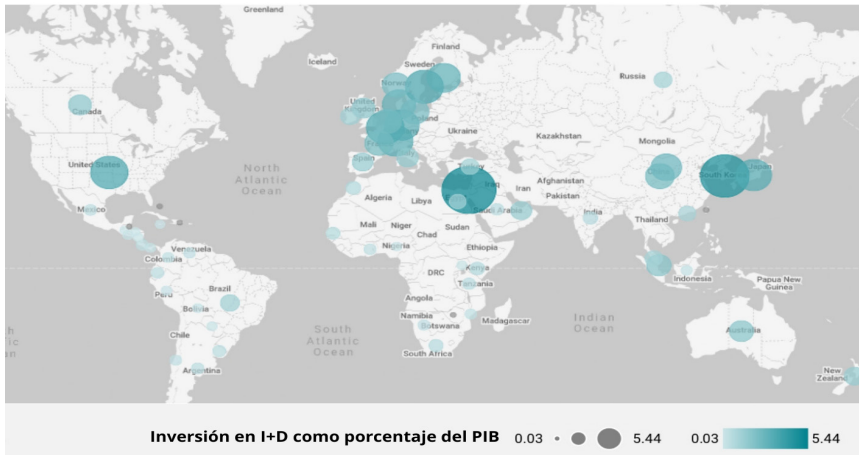 Greenland
Iceland
Finland
Sweden
Norway
Russia
United
Kingdom
Canada
Ukraine
Kazakhstan
Mongolia
United States
Spain
Turkey
Japan
South Korea
North
Atlantic
Ocean
Iraq
Iran
Afghanistan
Pakistan
Algeria
Libya
Saudi Arabia
Mexico
India
Thailand
Mali
Niger
Chad
Sudan
Nigeria
Ethiopia
Venezuela
Colombia
DRC
Kenya
Tanzania
Indonesia
Papua New
Guinea
Peru
Brazil
Bolivia
Angola
Namibia
Botswana
Madagascar
South
Atlantic
Ocean
Indian
Ocean
Chile
Australia
South Africa
Argentina
New
Zealand
Inversión en I+D como porcentaje del PIB 0.03 5.44 0.03 5.44